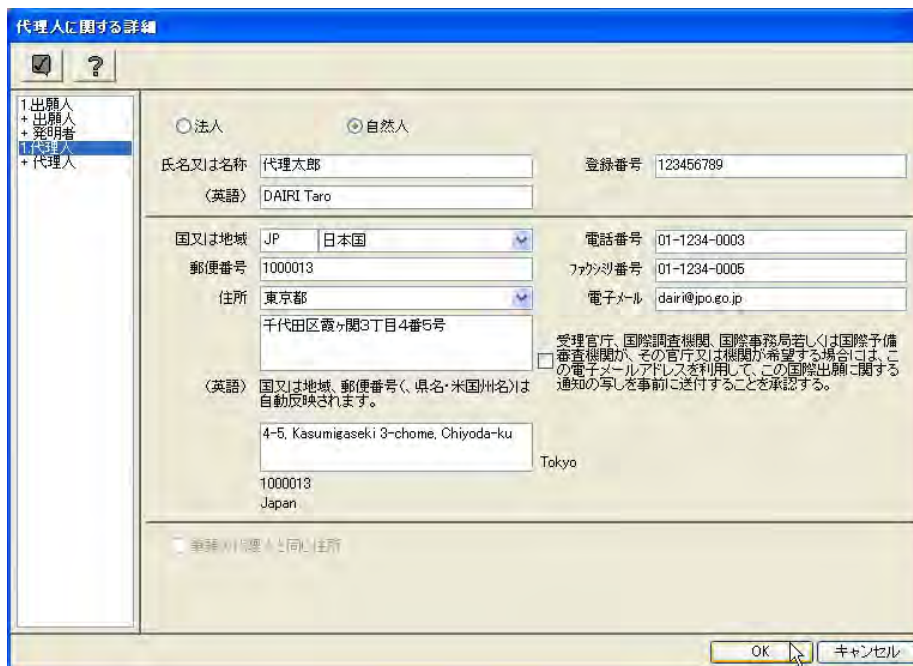 代理人に関する詳細
?
1.出願人
+ 出願人
+ 発明者
1.代理人
+ 代理人
法人 自然人
氏名又は名称 代理太郎 登録番号 123456789
(英語) DAIRI Taro
国又は地域 JP 日本国 電話番号 01-1234-0003
郵便番号 1000013 ファクシミリ番号 01-1234-0005
住所 東京都 電子メール dairi@jpo.go.jp
千代田区霞ヶ関3丁目4番5号
受理官庁、国際調査機関、国際事務局若しくは国際予備
審査機関が、その官庁又は機関が希望する場合には、こ
の電子メールアドレスを利用して、この国際出願に関する
通知の写しを事前に送付することを承認する。
(英語) 国又は地域、郵便番号(、県名・米国州名)は
自動反映されます。
4-5, Kasumigaseki 3-chome, Chiyoda-ku
Tokyo
1000013
Japan
筆頭の代理人と同じ住所
OK キャンセル